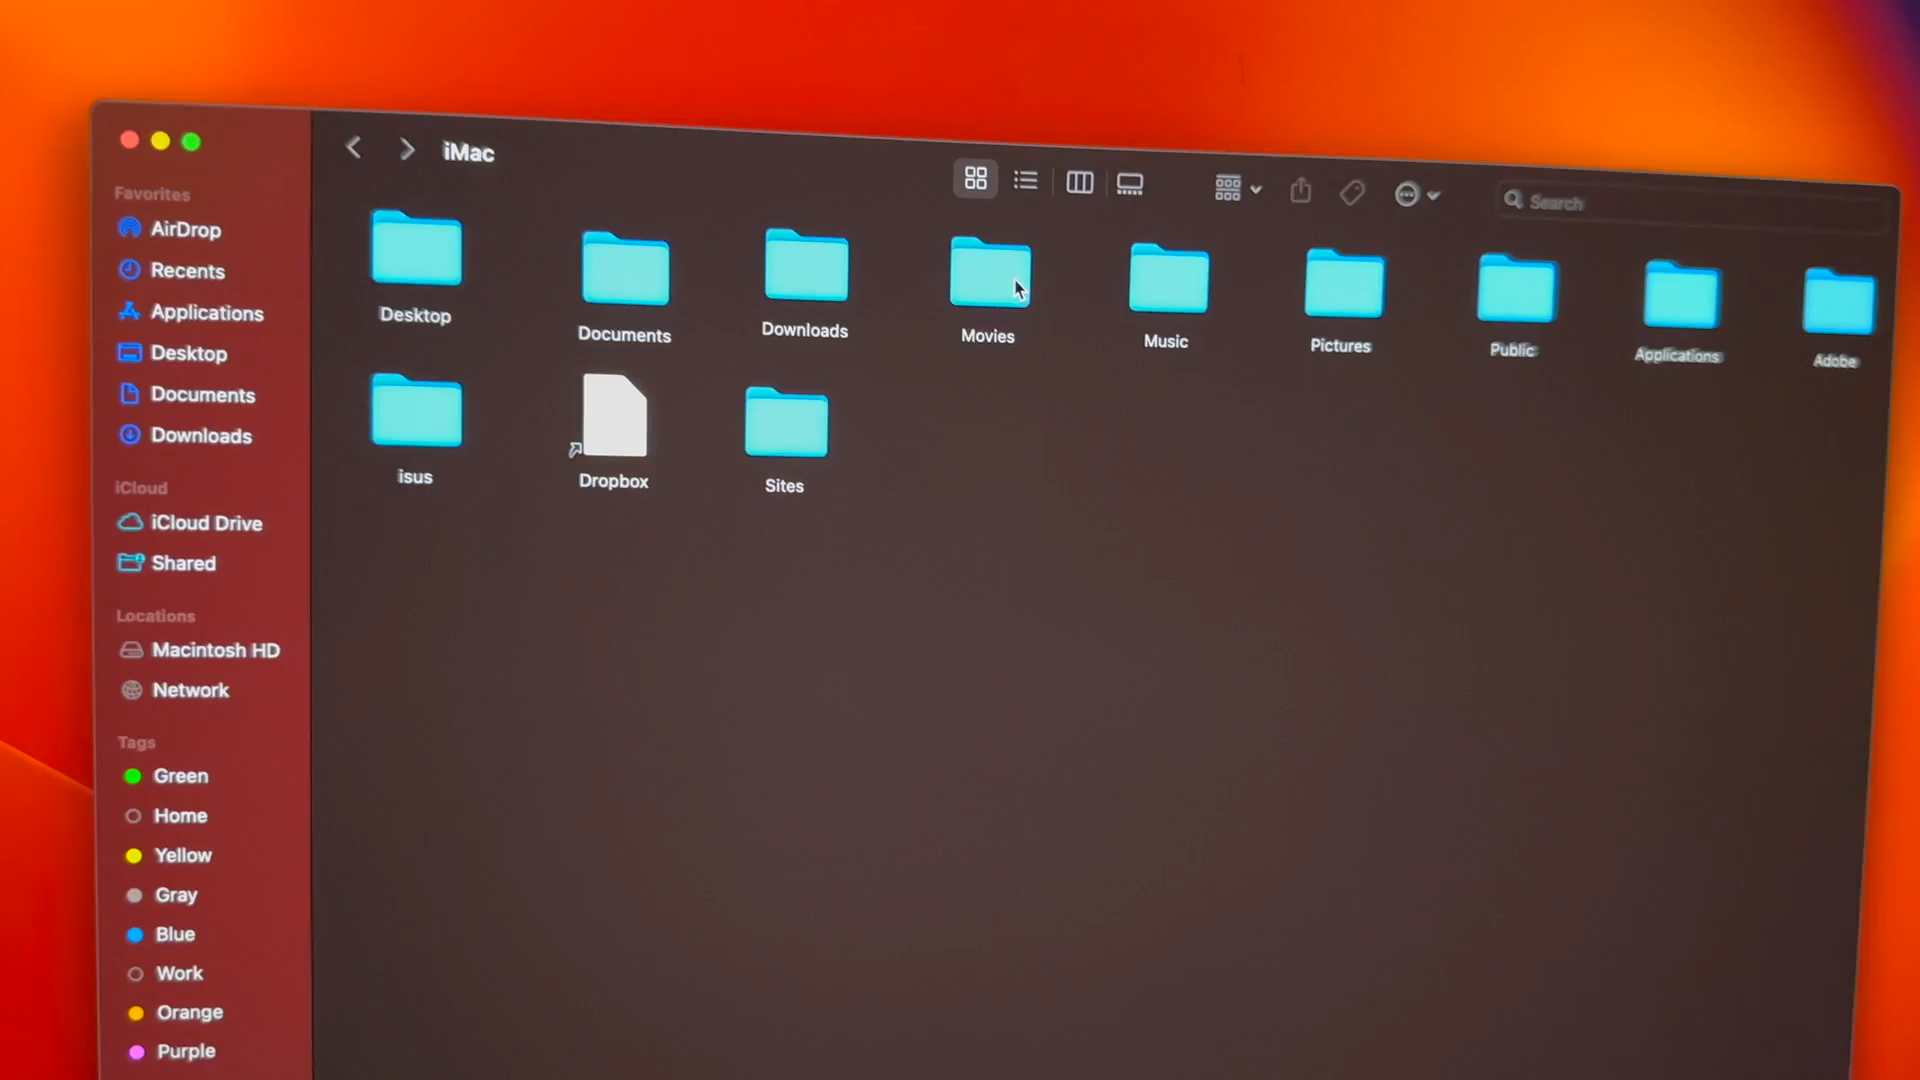 iMac
Search
Favorites
AirDrop
Recents
Applications
Desktop
Documents
Downloads
iCloud
iCloud Drive
Shared
Locations
Macintosh HD
Network
Tags
Green
Home
Yellow
Gray
Blue
Work
Orange
Purple
Desktop
Documents
Downloads
Movies
Music
Pictures
Public
Applications
Adobe
isus
Dropbox
Sites